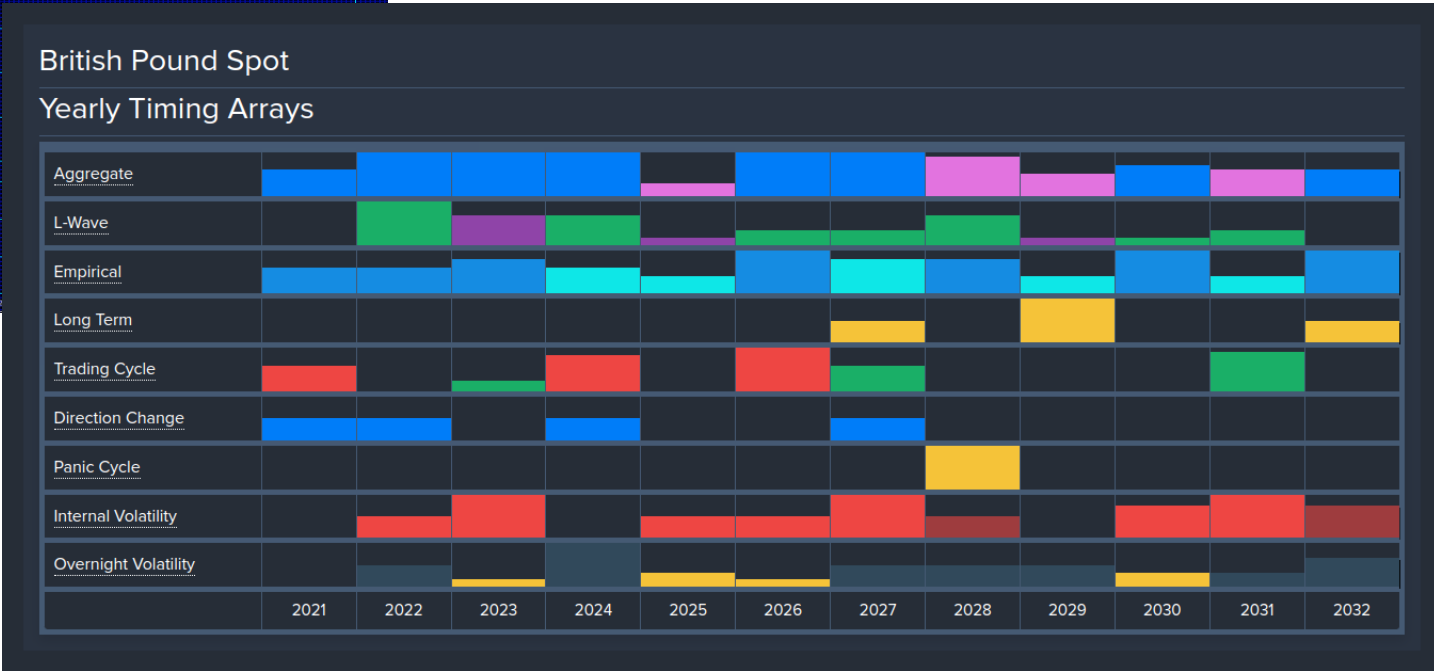 British Pound Spot
Yearly Timing Arrays
Aggregate
L-Wave
Empirical
Long Term
Trading Cycle
Direction Change
Panic Cycle
Internal Volatility
Overnight Volatility
2021 2022 2023 2024 2025 2026 2027 2028 2029 2030 2031 2032